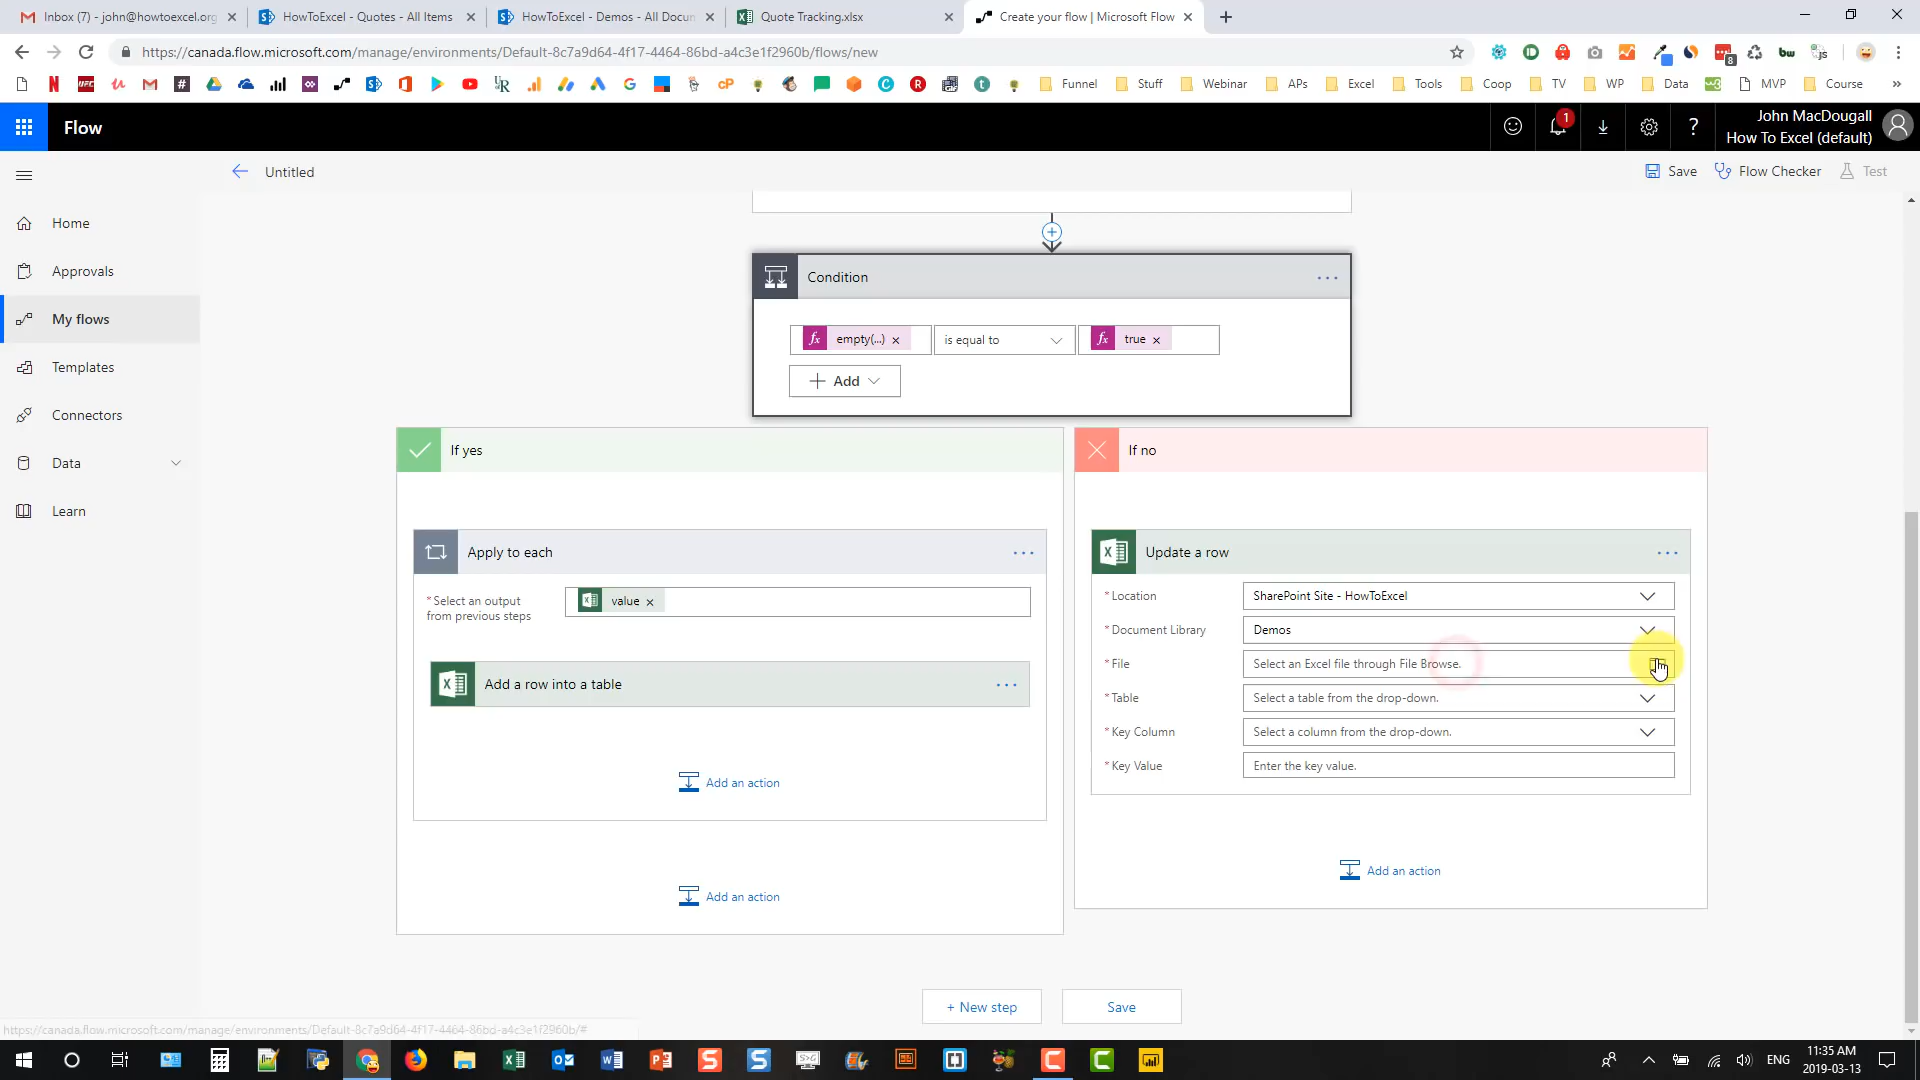 Inbox (7) - john@howtoexcel.org
HowToExcel - Quotes - All Items
HowToExcel - Demos - All Docun
Quote Tracking.xlsx
Create your flow | Microsoft Flow
https://canada.flow.microsoft.com/manage/environments/Default-8c7a9d64-4f17-4464-86bd-a4c3e1f2960b/flows/new
Funnel
Stuff
Webinar
APs
Excel
Tools
Coop
TV
WP
Data
MVP
Course
Flow
1
?
John MacDougall
How To Excel (default)
Untitled
Save
Flow Checker
Test
Home
Approvals
My flows
Templates
Connectors
Data
Learn
Condition
empty(...) ×
is equal to
true ×
+ Add
If yes
If no
Apply to each
*Select an output
from previous steps
value ×
Add a row into a table
Add an action
Add an action
Update a row
*Location
SharePoint Site - HowToExcel
*Document Library
Demos
*File
Select an Excel file through File Browse.
*Table
Select a table from the drop-down.
*Key Column
Select a column from the drop-down.
*Key Value
Enter the key value.
Add an action
+ New step
Save
https://canada.flow.microsoft.com/manage/environments/Default-8c7a9d64-4f17-4464-86bd-a4c3e1f2960b/#
ENG
11:35 AM
2019-03-13